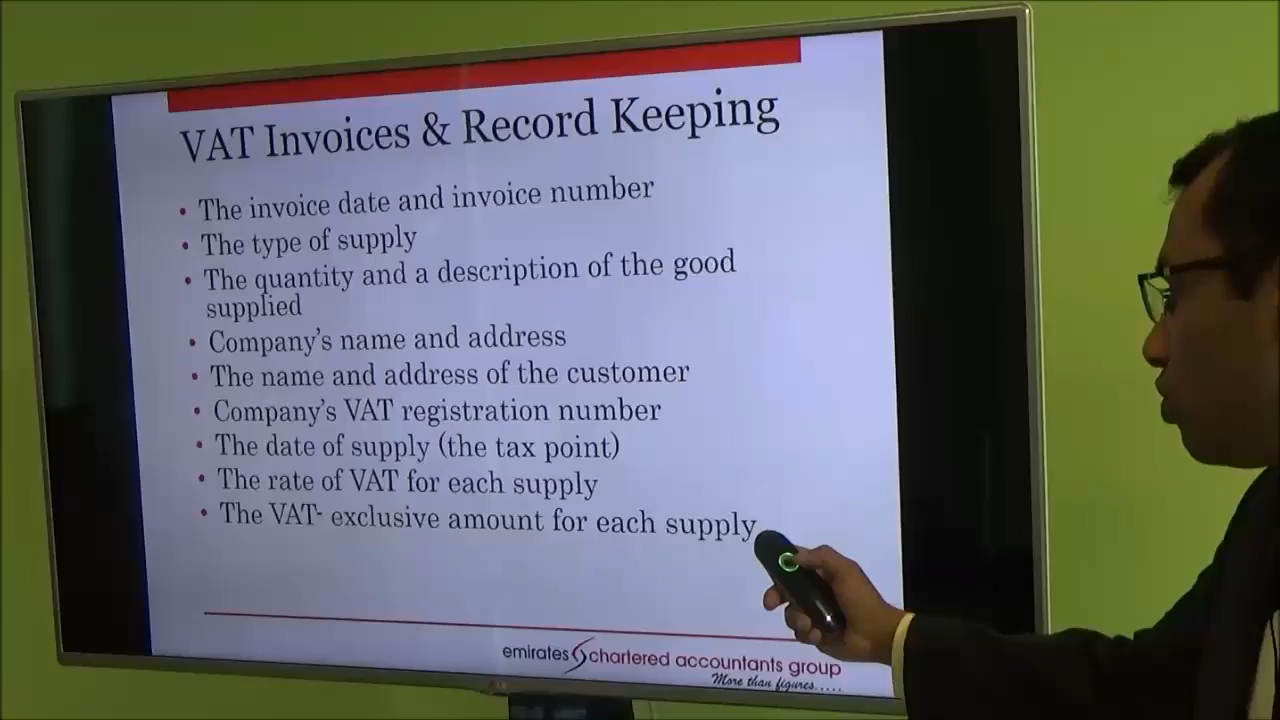 VAT Invoices & Record Keeping
• The invoice date and invoice number
• The type of supply
• The quantity and a description of the good
supplied
• Company's name and address
• The name and address of the customer
• Company's VAT registration number
• The date of supply (the tax point)
• The rate of VAT for each supply
• The VAT- exclusive amount for each supply
emirates chartered accountants group
More than figures.....